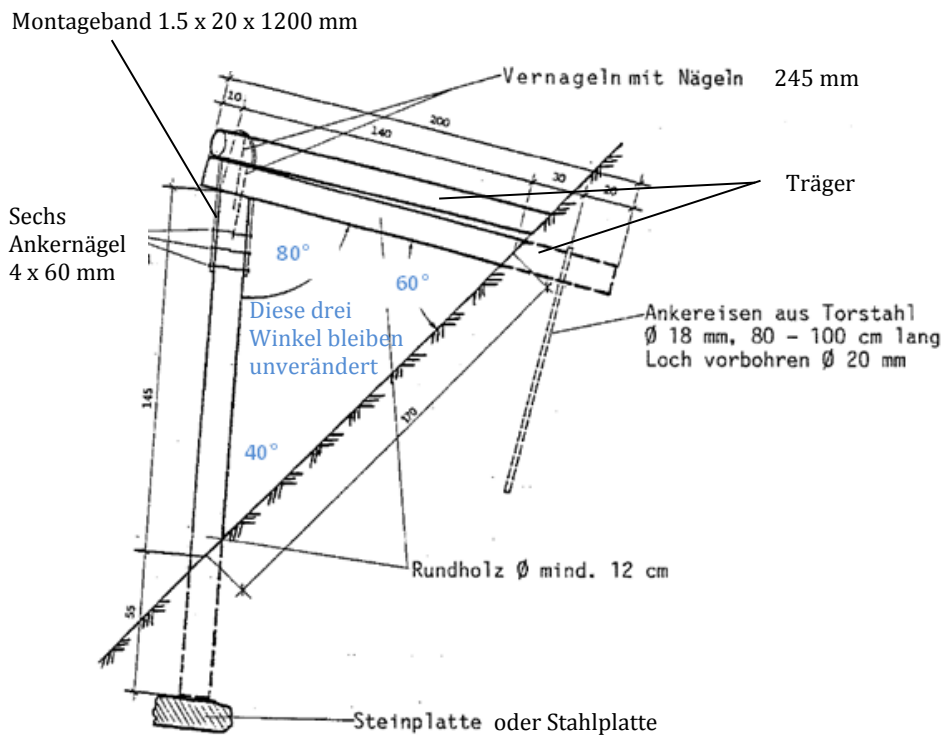 Montageband 1.5 x 20 x 1200 mm
Vernageln mit Nägeln 245 mm
10
200
140
30
20
Träger
Sechs
Ankernägel
4 x 60 mm
80°
60°
Diese drei
Winkel bleiben
unverändert
Ankereisen aus Torstahl
Ø 18 mm, 80 - 100 cm lang
Loch vorbohren Ø 20 mm
145
170
40°
Rundholz Ø mind. 12 cm
55
Steinplatte oder Stahlplatte